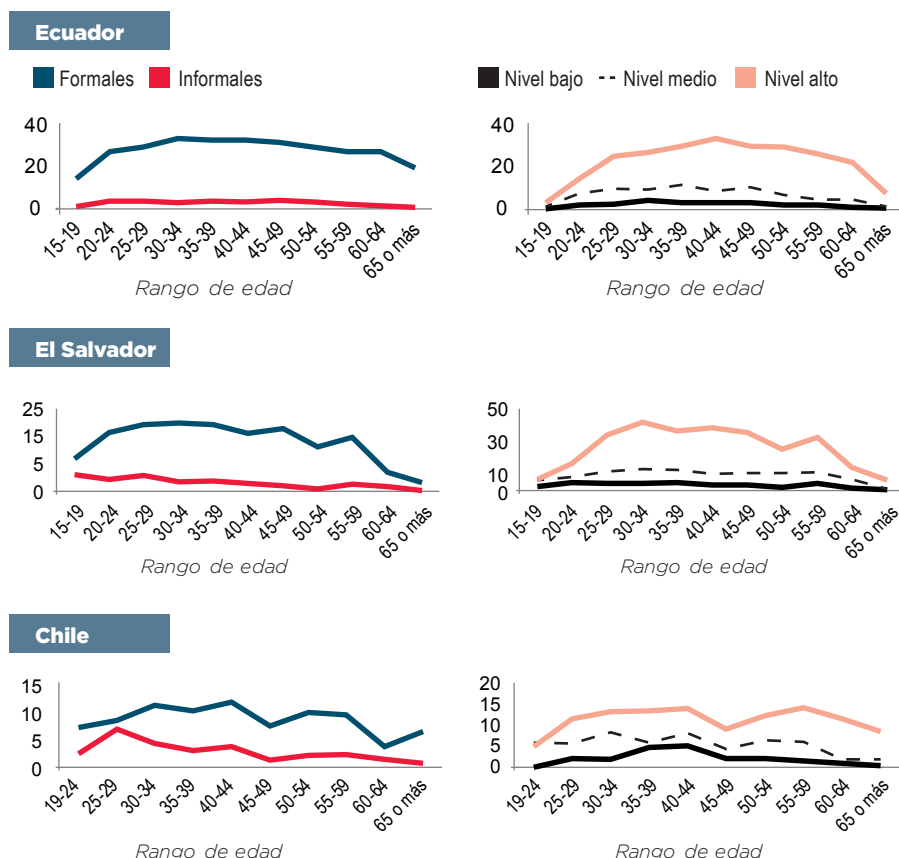 Ecuador
Formales Informales
Nivel bajo Nivel medio Nivel alto
40
20
0
15-19 20-24 25-29 30-34 35-39 40-44 45-49 50-54 55-59 60-64 65 o más
Rango de edad
40
20
0
15-19 20-24 25-29 30-34 35-39 40-44 45-49 50-54 55-59 60-64 65 o más
Rango de edad
El Salvador
25
15
5
0
15-19 20-24 25-29 30-34 35-39 40-44 45-49 50-54 55-59 60-64 65 o más
Rango de edad
50
30
10
0
15-19 20-24 25-29 30-34 35-39 40-44 45-49 50-54 55-59 60-64 65 o más
Rango de edad
Chile
15
10
5
0
19-24 25-29 30-34 35-39 40-44 45-49 50-54 55-59 60-64 65 o más
Rango de edad
20
15
10
5
0
19-24 25-29 30-34 35-39 40-44 45-49 50-54 55-59 60-64 65 o más
Rango de edad